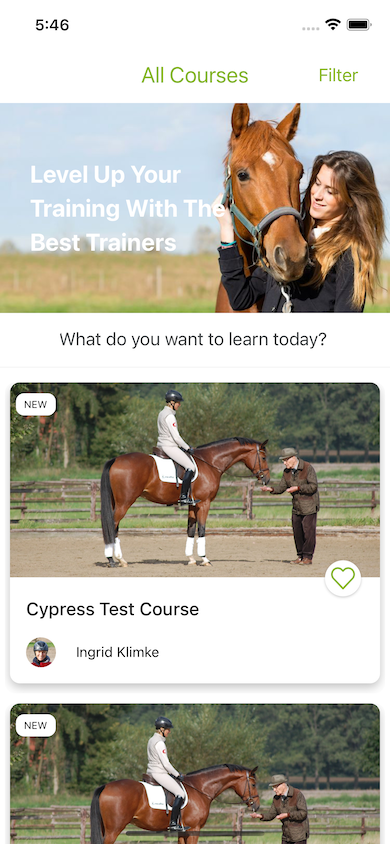 5:46
All Courses
Filter
Level Up Your
Training With The
Best Trainers
What do you want to learn today?
NEW
Cypress Test Course
Ingrid Klimke
NEW